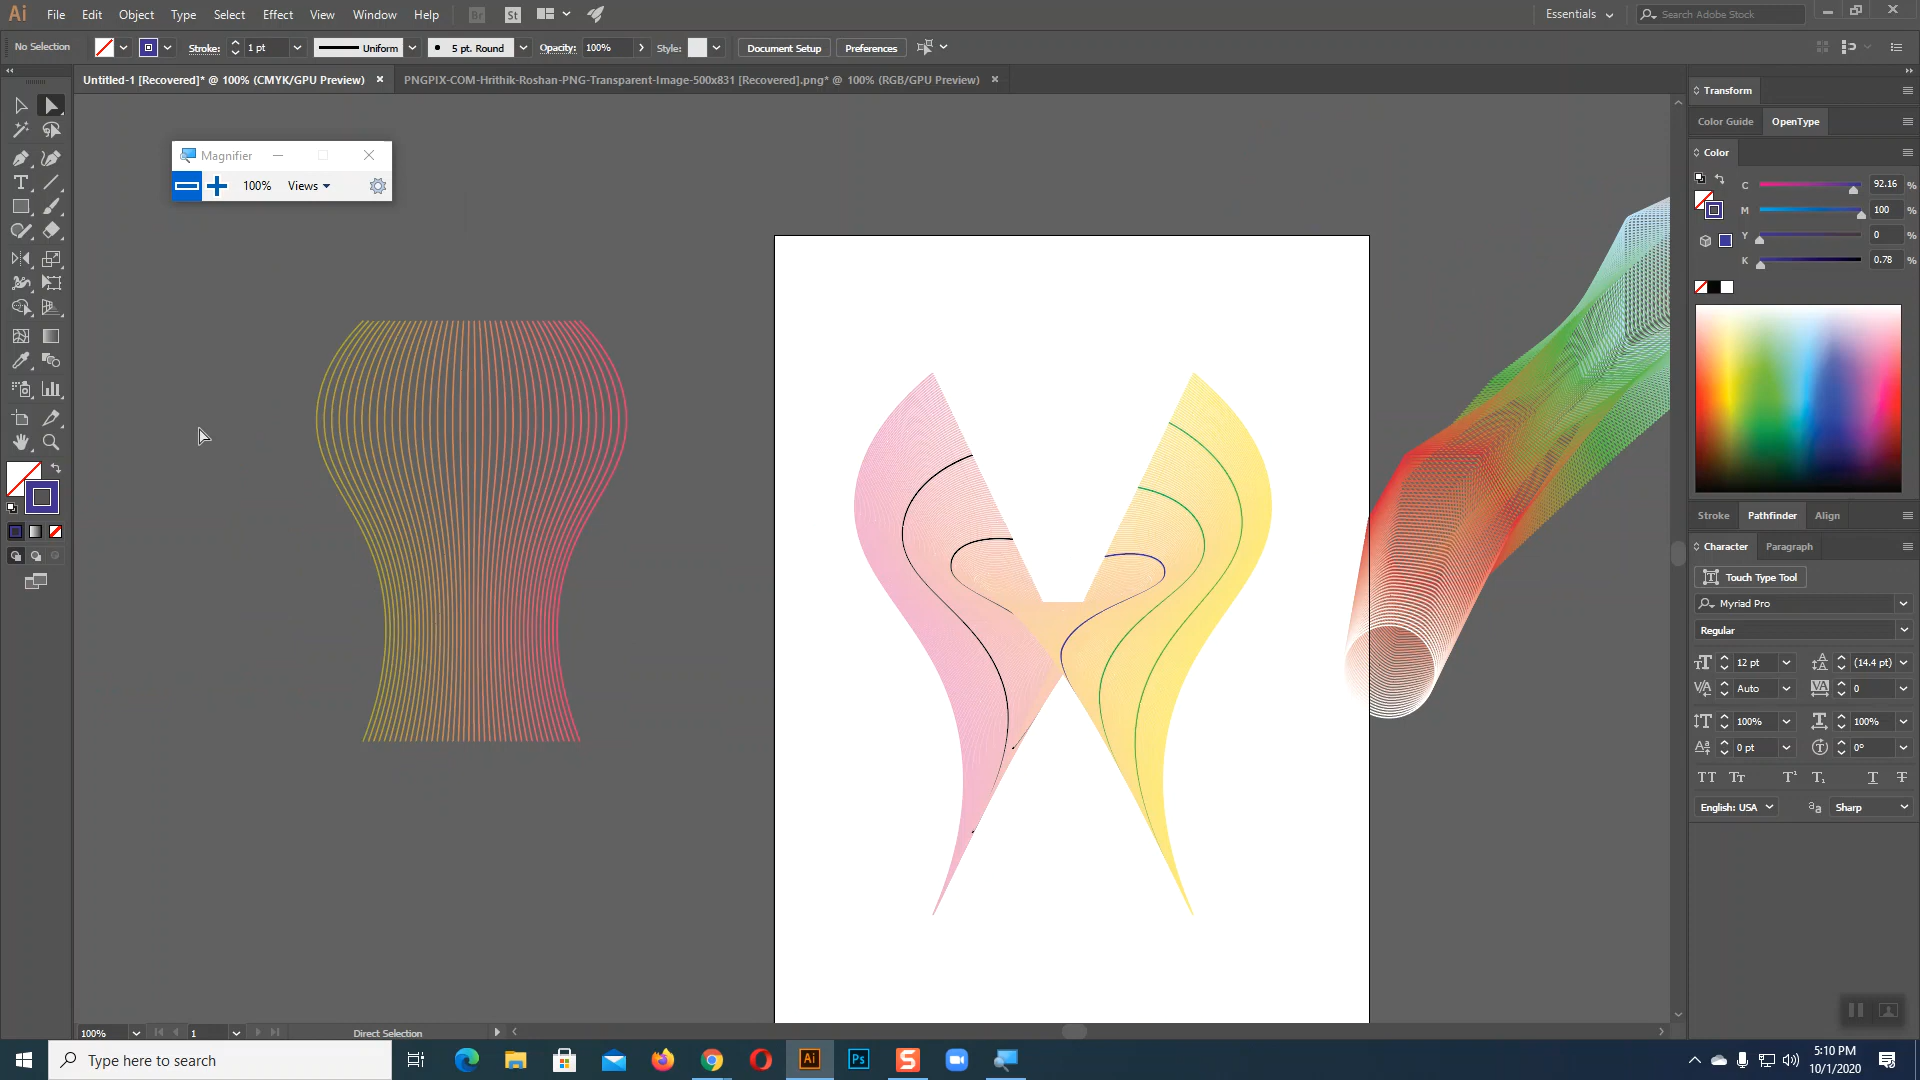 Ai File Edit Object Type Select Effect View Window Help Br St Essentials Search Adobe Stock
No Selection Stroke: 1 pt Uniform 5 pt. Round Opacity: 100% Style: Document Setup Preferences
Untitled-1 [Recovered]* @ 100% (CMYK/GPU Preview) × PNGPIX-COM-Hrithik-Roshan-PNG-Transparent-Image-500x831 [Recovered].png* @ 100% (RGB/GPU Preview) ×
Magnifier
100% Views
Transform
Color Guide OpenType
Color
C 92.16 %
M 100 %
Y 0 %
K 0.78 %
Stroke Pathfinder Align
Character Paragraph
Touch Type Tool
Myriad Pro
Regular
12 pt (14.4 pt)
Auto 0
100% 100%
0 pt 0°
English: USA Sharp
100% 1 Direct Selection
Type here to search
Ai Ps S
5:10 PM
10/1/2020